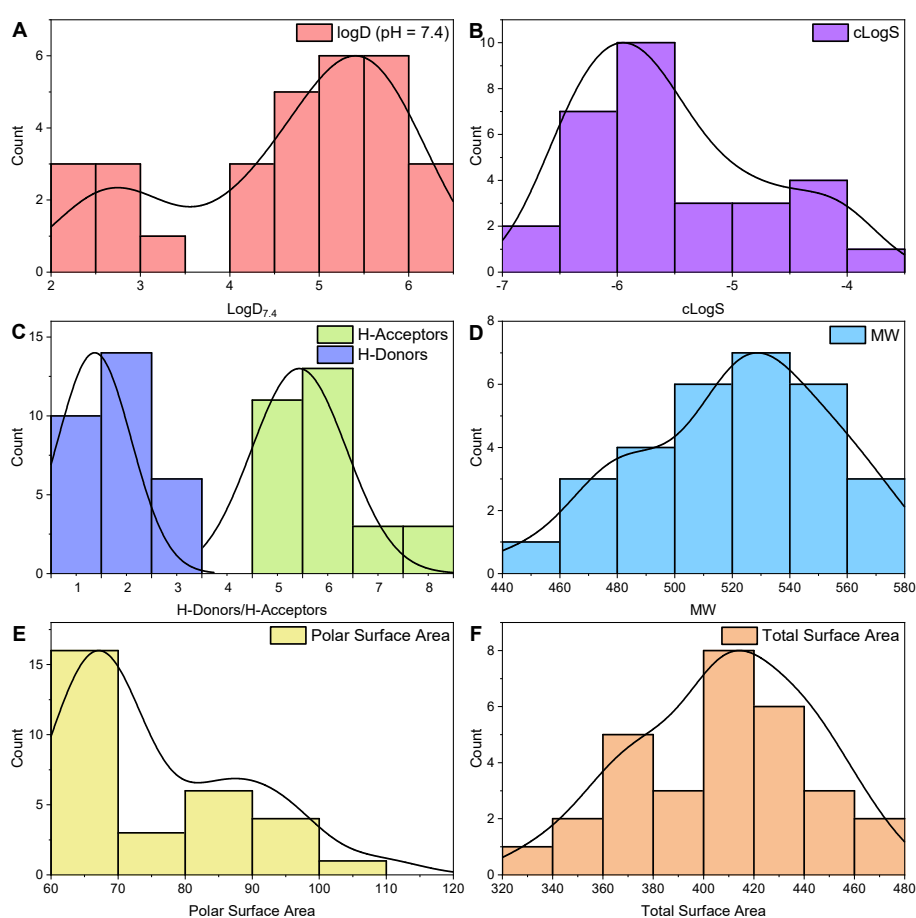 A
logD (pH = 7.4)
Count
0
2
4
6
2
3
4
5
6
LogD7.4
B
cLogS
Count
0
2
4
6
8
10
-7
-6
-5
-4
cLogS
C
H-Acceptors
H-Donors
Count
0
5
10
15
1
2
3
4
5
6
7
8
H-Donors/H-Acceptors
D
MW
Count
0
2
4
6
8
440
460
480
500
520
540
560
580
MW
E
Polar Surface Area
Count
0
5
10
15
60
70
80
90
100
110
120
Polar Surface Area
F
Total Surface Area
Count
0
2
4
6
8
320
340
360
380
400
420
440
460
480
Total Surface Area